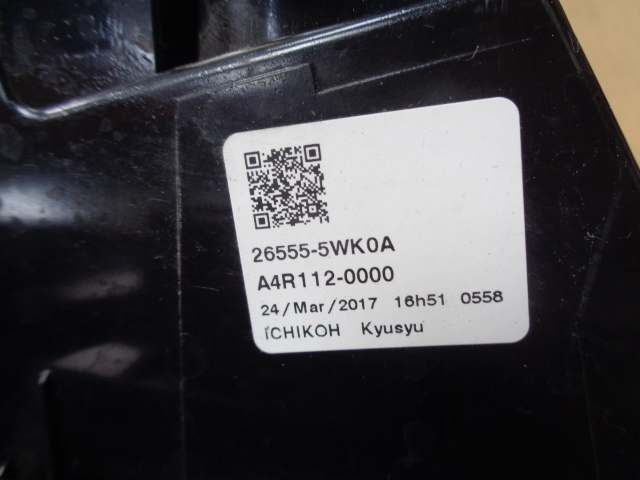 26555-5WK0A
A4R112-0000
24/Mar/2017 16h51 0558
ICHIKOH Kyusyu